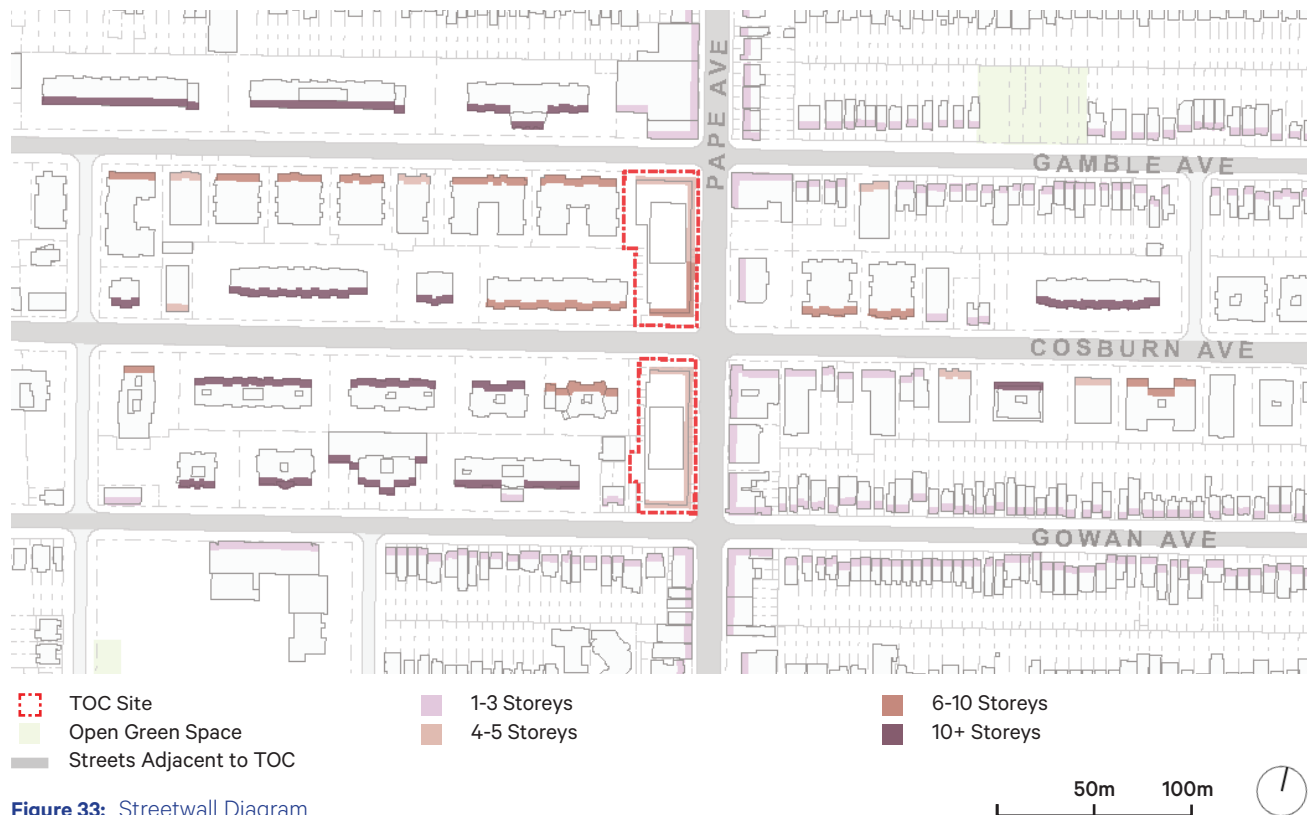 PAPE AVE
GAMBLE AVE
COSBURN AVE
GOWAN AVE
TOC Site
Open Green Space
Streets Adjacent to TOC
1-3 Storeys
4-5 Storeys
6-10 Storeys
10+ Storeys
Figure 33: Streetwall Diagram
50m 100m